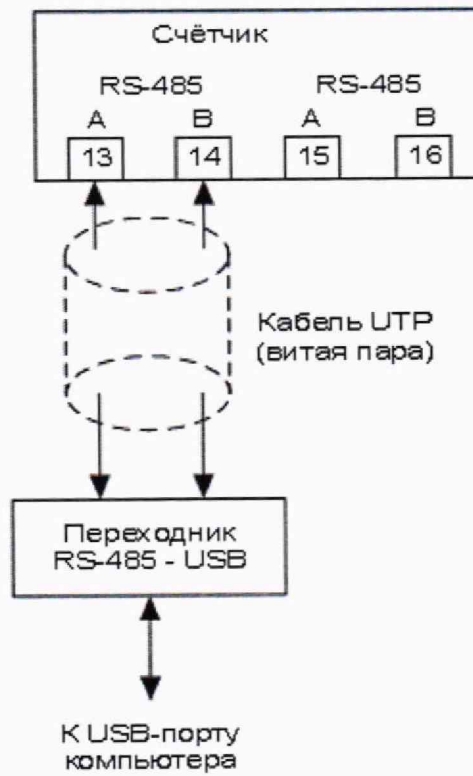 Счётчик
RS-485 RS-485
A B A B
13 14 15 16
Кабель UTP
(витая пара)
Переходник
RS-485 - USB
К USB-порту
компьютера